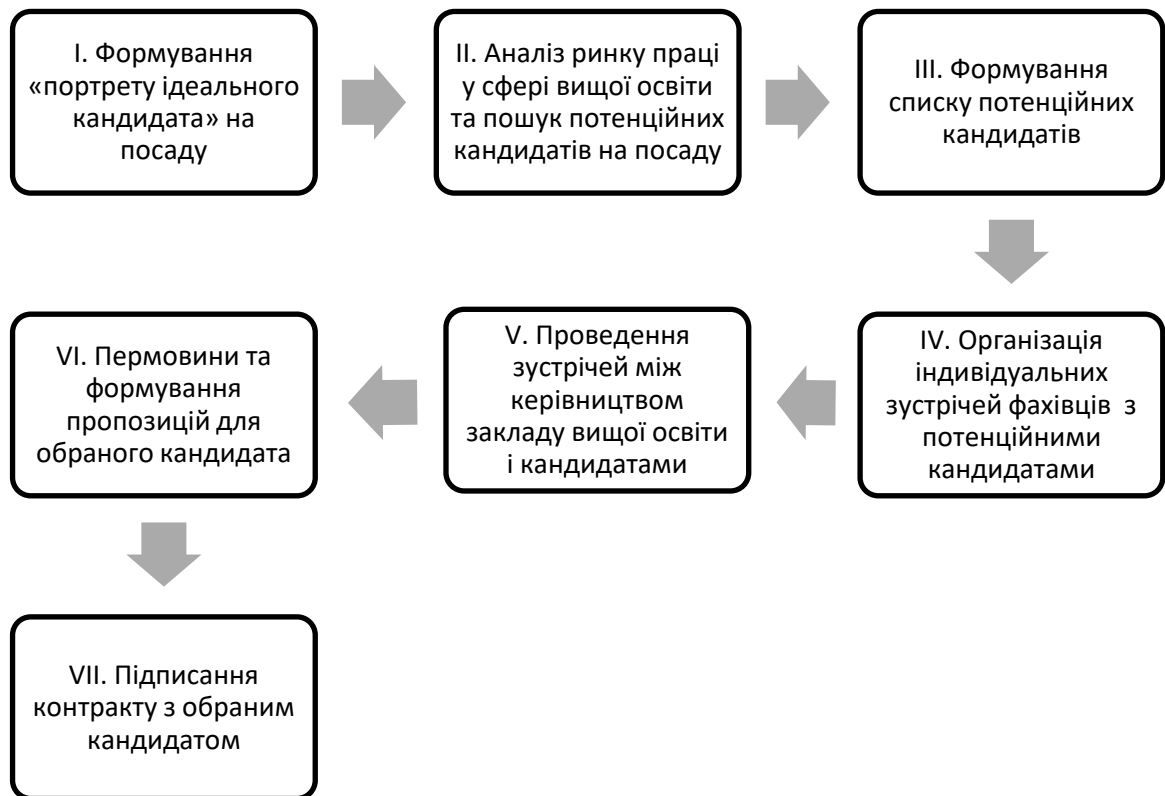 I. Формування
«портрету ідеального
кандидата» на
посаду
II. Аналіз ринку праці
у сфері вищої освіти
та пошук потенційних
кандидатів на посаду
III. Формування
списку потенційних
кандидатів
IV. Організація
індивідуальних
зустрічей фахівців з
потенційними
кандидатами
V. Проведення
зустрічей між
керівництвом
закладу вищої освіти
і кандидатами
VI. Пермовини та
формування
пропозицій для
обраного кандидата
VII. Підписання
контракту з обраним
кандидатом